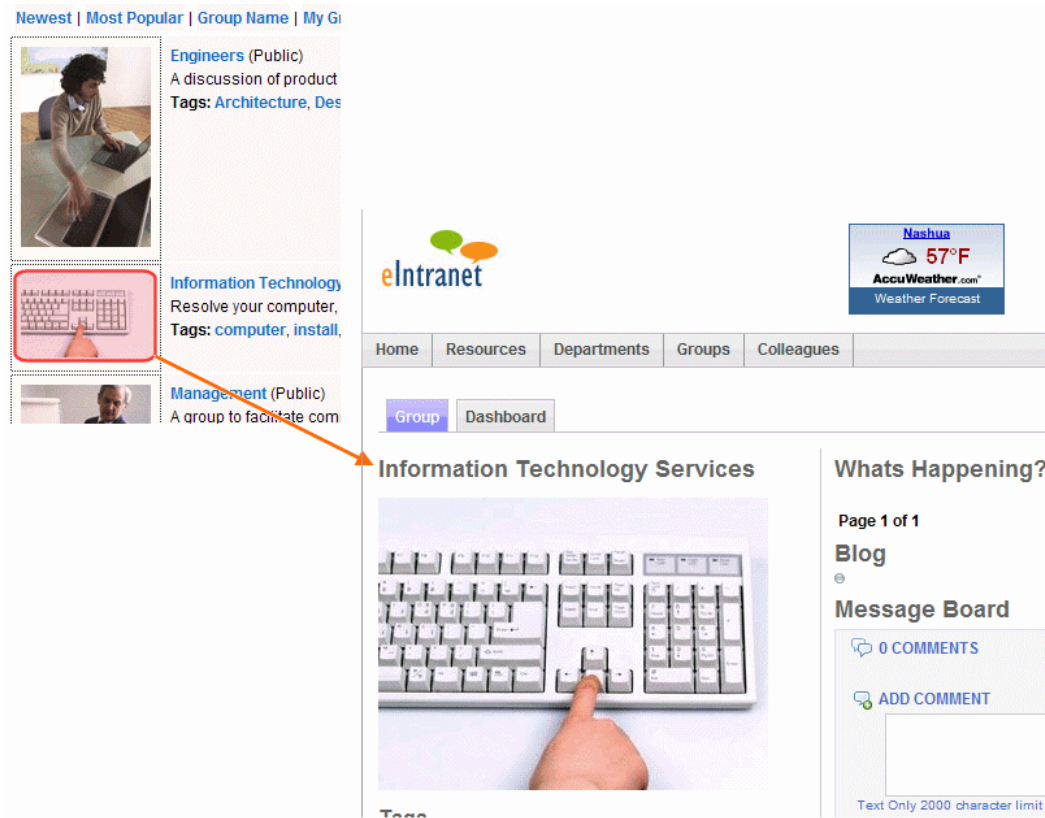 Newest | Most Popular | Group Name | My
Engineers (Public)
A discussion of product
Tags: Architecture, Des
Information Technology
Resolve your computer,
Tags: computer, install,
Management (Public)
A group to facilitate com
eIntranet
Nashua
57°F
AccuWeather.com®
Weather Forecast
Home Resources Departments Groups Colleagues
Group Dashboard
Information Technology Services
Whats Happening?
Page 1 of 1
Blog
Message Board
0 COMMENTS
ADD COMMENT
Text Only 2000 character limit
Tags